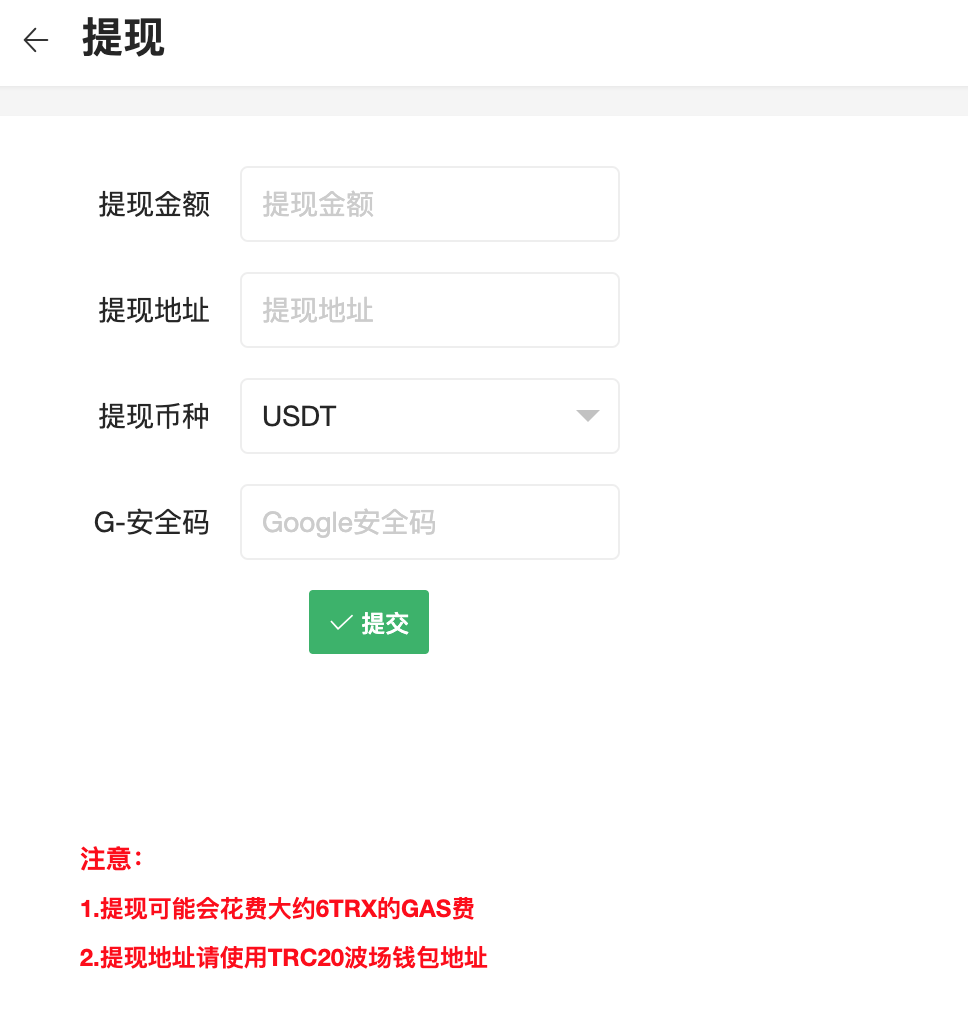 提现
提现金额 提现金额
提现地址 提现地址
提现币种 USDT
G-安全码 Google安全码
提交
注意：
1.提现可能会花费大约6TRX的GAS费
2.提现地址请使用TRC20波场钱包地址